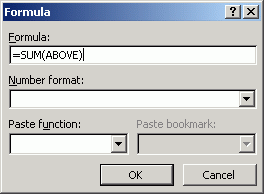 Formula
Formula:
=SUM(ABOVE)
Number format:
Paste function: Paste bookmark:
OK Cancel